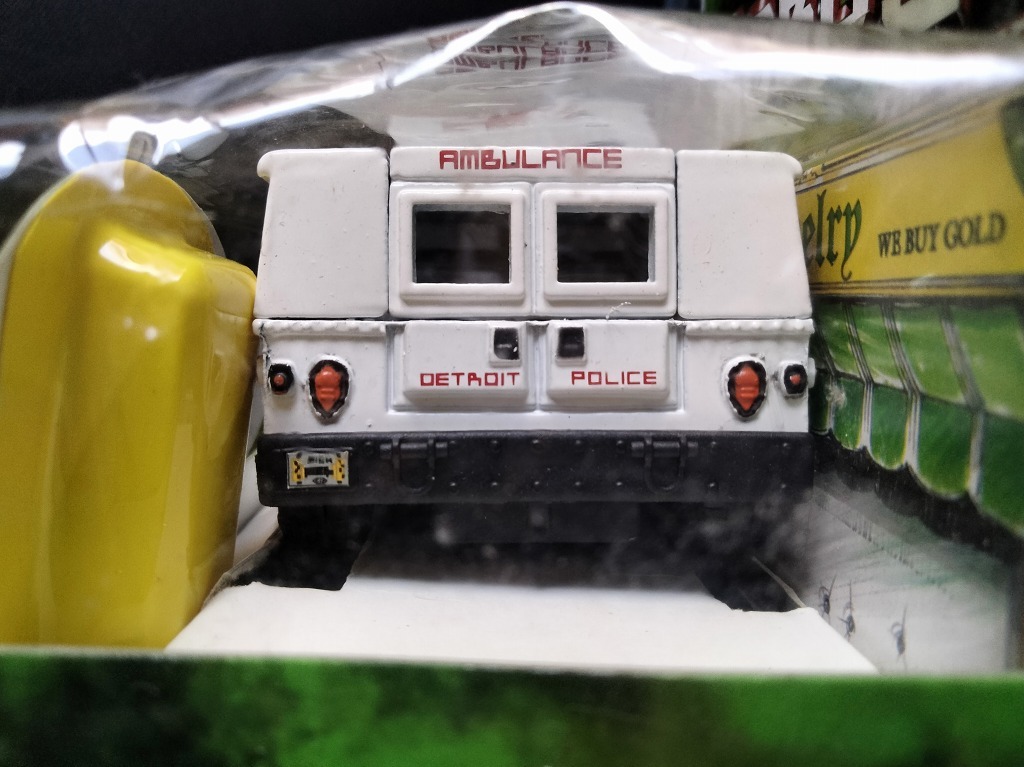 AMBULANCE
elry WE BUY GOLD
DETROIT POLICE